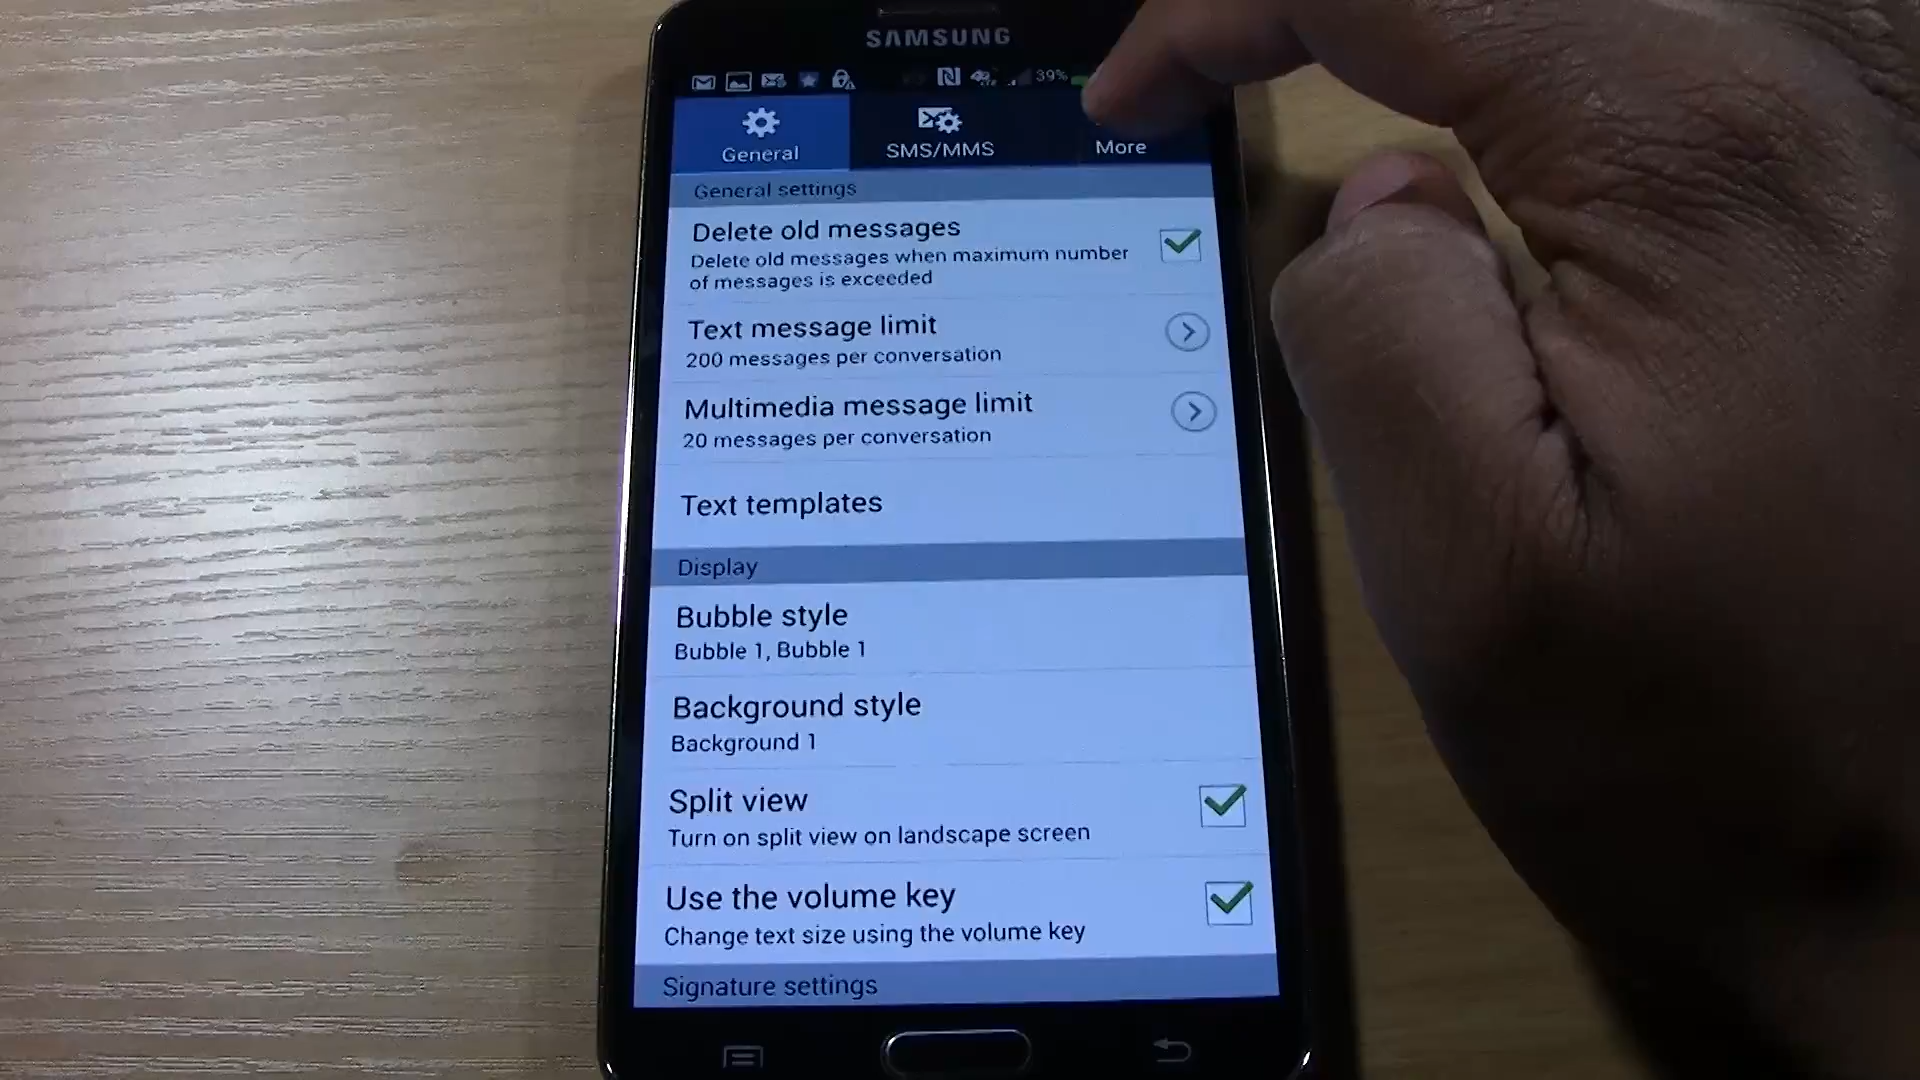 SAMSUNG
39%
General
SMS/MMS
More
General settings
Delete old messages
Delete old messages when maximum number
of messages is exceeded
Text message limit
200 messages per conversation
Multimedia message limit
20 messages per conversation
Text templates
Display
Bubble style
Bubble 1, Bubble 1
Background style
Background 1
Split view
Turn on split view on landscape screen
Use the volume key
Change text size using the volume key
Signature settings